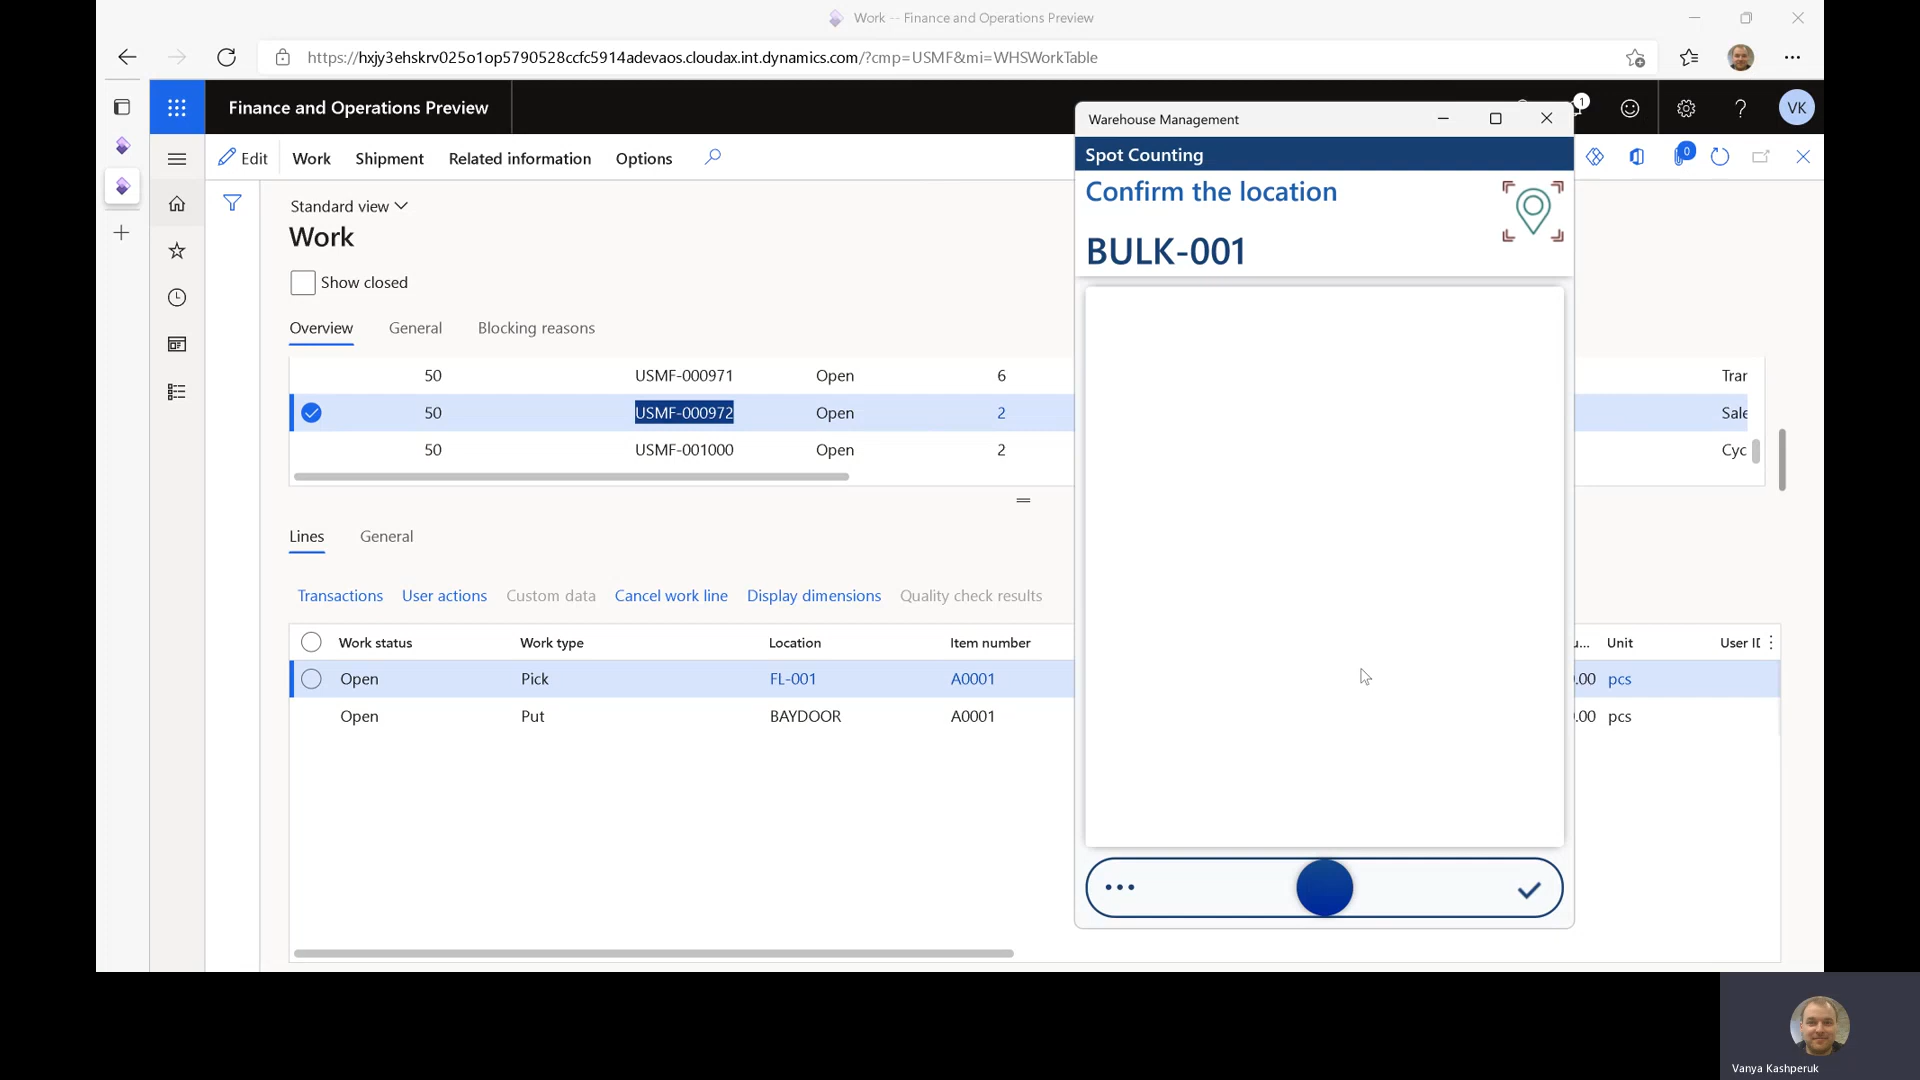 Work -- Finance and Operations Preview
https://hxjy3ehskrv025o1op5790528ccfc5914adevaos.cloudax.int.dynamics.com/?cmp=USMF&mi=WHSWorkTable
Finance and Operations Preview
1
?
VK
Edit
Work
Shipment
Related information
Options
0
Standard view
Work
Show closed
Overview
General
Blocking reasons
50 USMF-000971 Open 6 Tran
50 USMF-000972 Open 2 Sale
50 USMF-001000 Open 2 Cyc
Lines
General
Transactions
User actions
Custom data
Cancel work line
Display dimensions
Quality check results
Work status Work type Location Item number u... Unit User ID
Open Pick FL-001 A0001 .00 pcs
Open Put BAYDOOR A0001 .00 pcs
Warehouse Management
Spot Counting
Confirm the location
BULK-001
Vanya Kashperuk